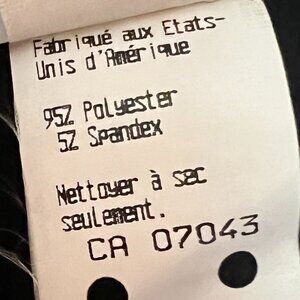 Fabriqué aux Etats-
Unis d'Amérique
95% Polyester
5% Spandex
Nettoyer à sec
seulement.
CA 07043